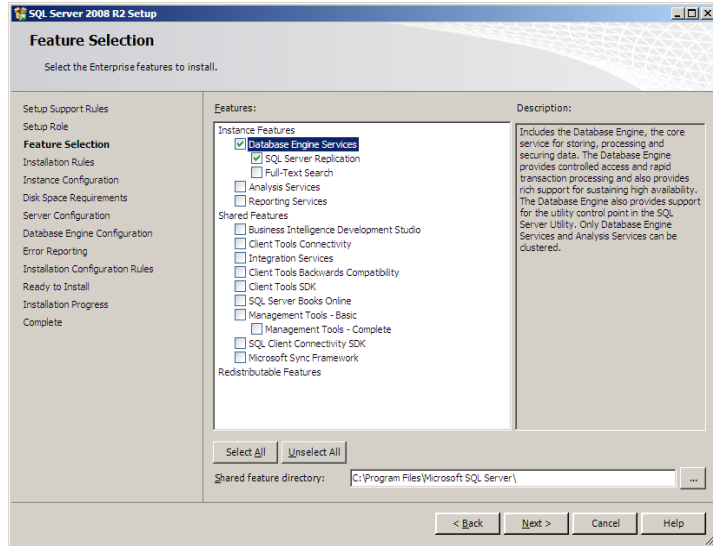 SQL Server 2008 R2 Setup
Feature Selection
Select the Enterprise features to install.
Setup Support Rules
Setup Role
Feature Selection
Installation Rules
Instance Configuration
Disk Space Requirements
Server Configuration
Database Engine Configuration
Error Reporting
Installation Configuration Rules
Ready to Install
Installation Progress
Complete
Features:
Instance Features
Database Engine Services
SQL Server Replication
Full-Text Search
Analysis Services
Reporting Services
Shared Features
Business Intelligence Development Studio
Client Tools Connectivity
Integration Services
Client Tools Backwards Compatibility
Client Tools SDK
SQL Server Books Online
Management Tools - Basic
Management Tools - Complete
SQL Client Connectivity SDK
Microsoft Sync Framework
Redistributable Features
Description:
Includes the Database Engine, the core
service for storing, processing and
securing data. The Database Engine
provides controlled access and rapid
transaction processing and also provides
rich support for sustaining high availability.
The Database Engine also provides support
for the utility control point in the SQL
Server Utility. Only Database Engine
Services and Analysis Services can be
clustered.
Select All Unselect All
Shared feature directory: C:\Program Files\Microsoft SQL Server\ ...
< Back Next > Cancel Help